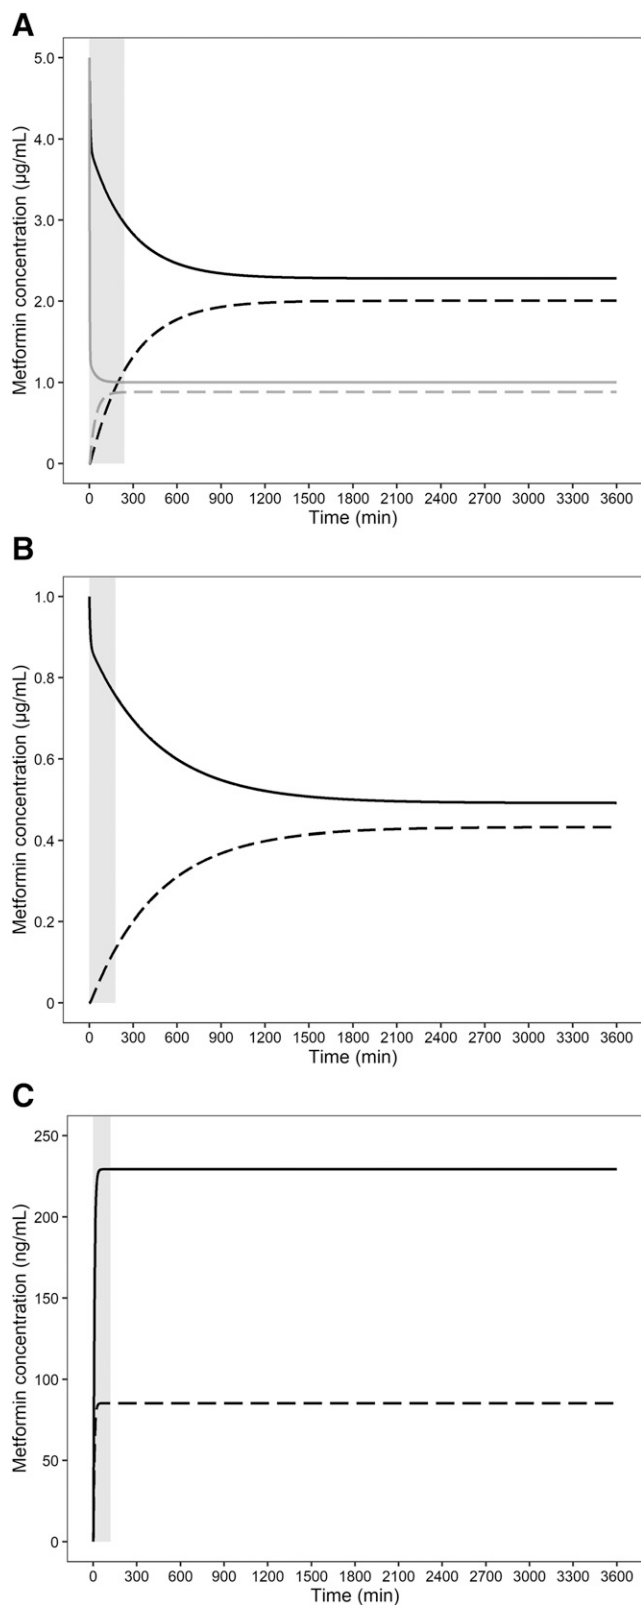 A
Metformin concentration (µg/mL)
5.0
4.0
3.0
2.0
1.0
0
0 300 600 900 1200 1500 1800 2100 2400 2700 3000 3300 3600
Time (min)
B
Metformin concentration (µg/mL)
1.0
0.8
0.6
0.4
0.2
0
0 300 600 900 1200 1500 1800 2100 2400 2700 3000 3300 3600
Time (min)
C
Metformin concentration (ng/mL)
250
200
150
100
50
0
0 300 600 900 1200 1500 1800 2100 2400 2700 3000 3300 3600
Time (min)